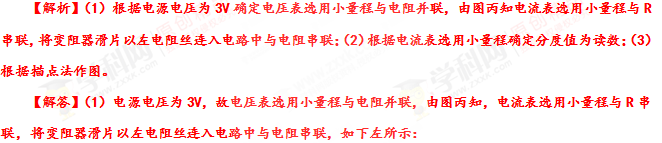 【解析】(1) 根据电源电压为 3V 确定电压表选用小量程与电阻并联，由图丙知电流表选用小量程与 R
串联，将变阻器滑片以左电阻丝连入电路中与电阻串联；(2) 根据电流表选用小量程确定分度值为读数；(3)
根据描点法作图。
【解答】(1) 电源电压为 3V，故电压表选用小量程与电阻并联，由图丙知，电流表选用小量程与 R 串
联，将变阻器滑片以左电阻丝连入电路中与电阻串联，如下左所示：